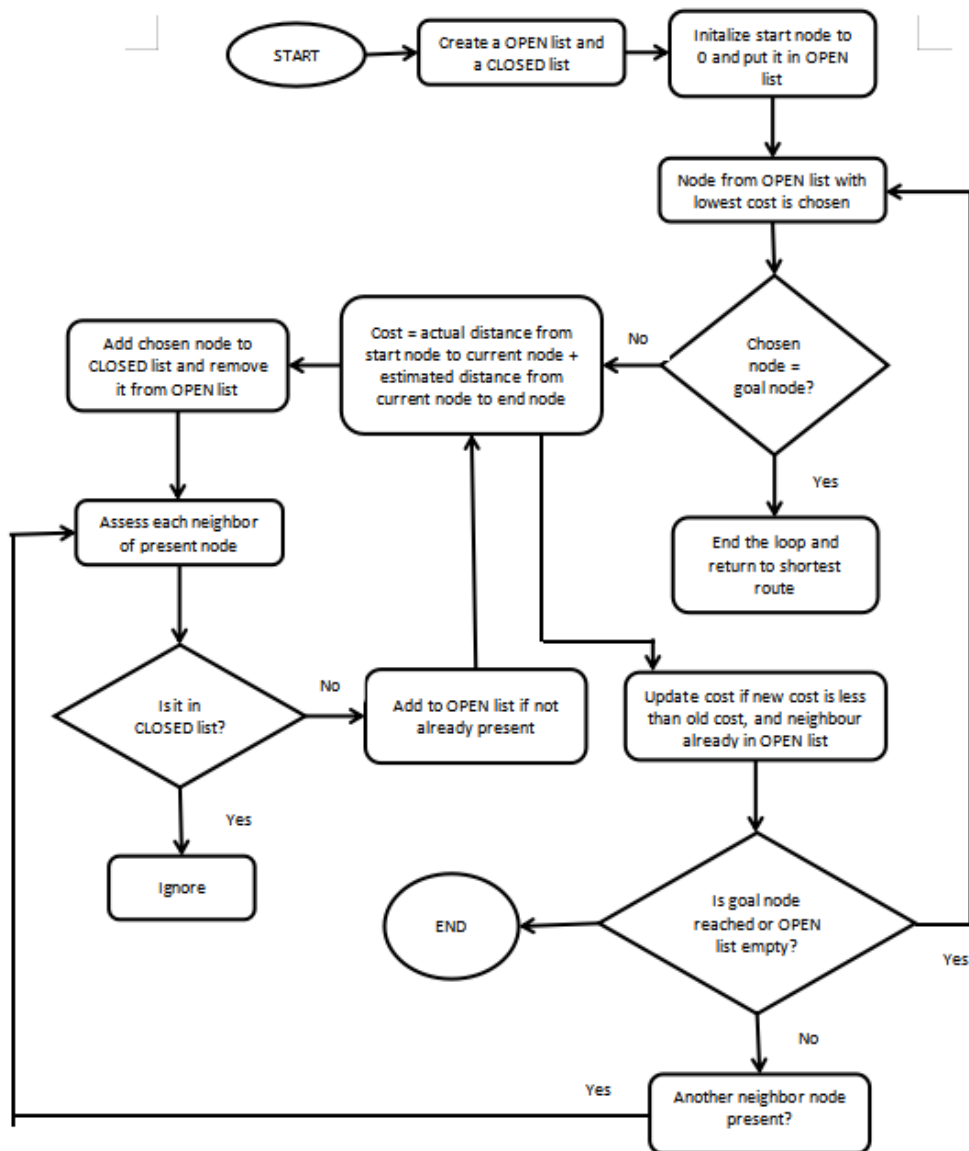 START
Create a OPEN list and
a CLOSED list
Initalize start node to
0 and put it in OPEN
list
Node from OPEN list with
lowest cost is chosen
Chosen
node =
goal node?
No
Yes
End the loop and
return to shortest
route
Cost = actual distance from
start node to current node +
estimated distance from
current node to end node
Add chosen node to
CLOSED list and remove
it from OPEN list
Assess each neighbor
of present node
Is it in
CLOSED list?
No
Yes
Ignore
Add to OPEN list if not
already present
Update cost if new cost is less
than old cost, and neighbour
already in OPEN list
Is goal node
reached or OPEN
list empty?
Yes
END
No
Another neighbor node
present?
Yes